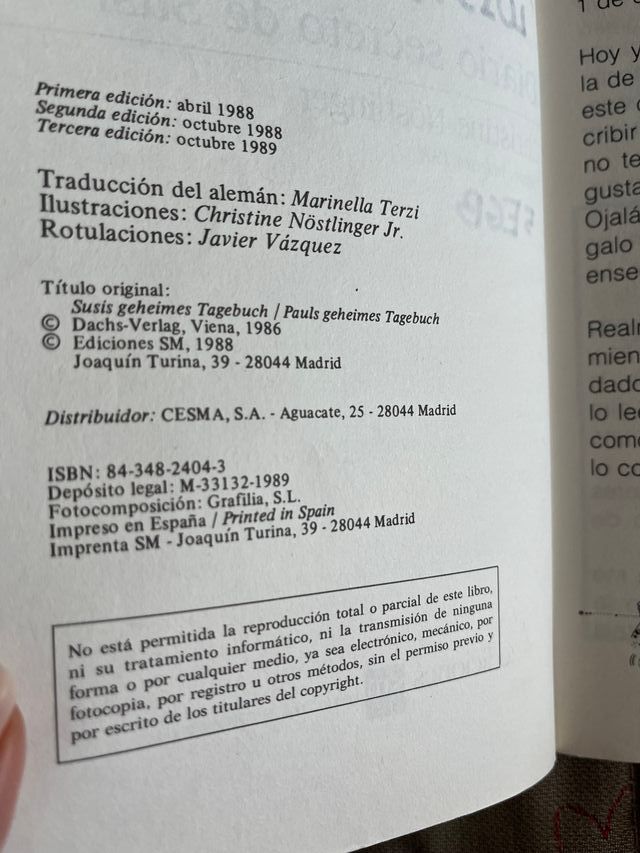 Primera edición: abril 1988
Segunda edición: octubre 1988
Tercera edición: octubre 1989
Traducción del alemán: Marinella Terzi
Ilustraciones: Christine Nöstlinger Jr.
Rotulaciones: Javier Vázquez
Título original:
Susis geheimes Tagebuch / Pauls geheimes Tagebuch
© Dachs-Verlag, Viena, 1986
© Ediciones SM, 1988
Joaquín Turina, 39 - 28044 Madrid
Distribuidor: CESMA, S.A. - Aguacate, 25 - 28044 Madrid
ISBN: 84-348-2404-3
Depósito legal: M-33132-1989
Fotocomposición: Grafilia, S.L.
Impreso en España / Printed in Spain
Imprenta SM - Joaquín Turina, 39 - 28044 Madrid
No está permitida la reproducción total o parcial de este libro,
ni su tratamiento informático, ni la transmisión de ninguna
forma o por cualquier medio, ya sea electrónico, mecánico, por
fotocopia, por registro u otros métodos, sin el permiso previo y
por escrito de los titulares del copyright.
1 de
Hoy y
la de
este
cribir
no te
gusta
Ojalá
galo
ense
Real
mien
dado
lo le
como
lo co